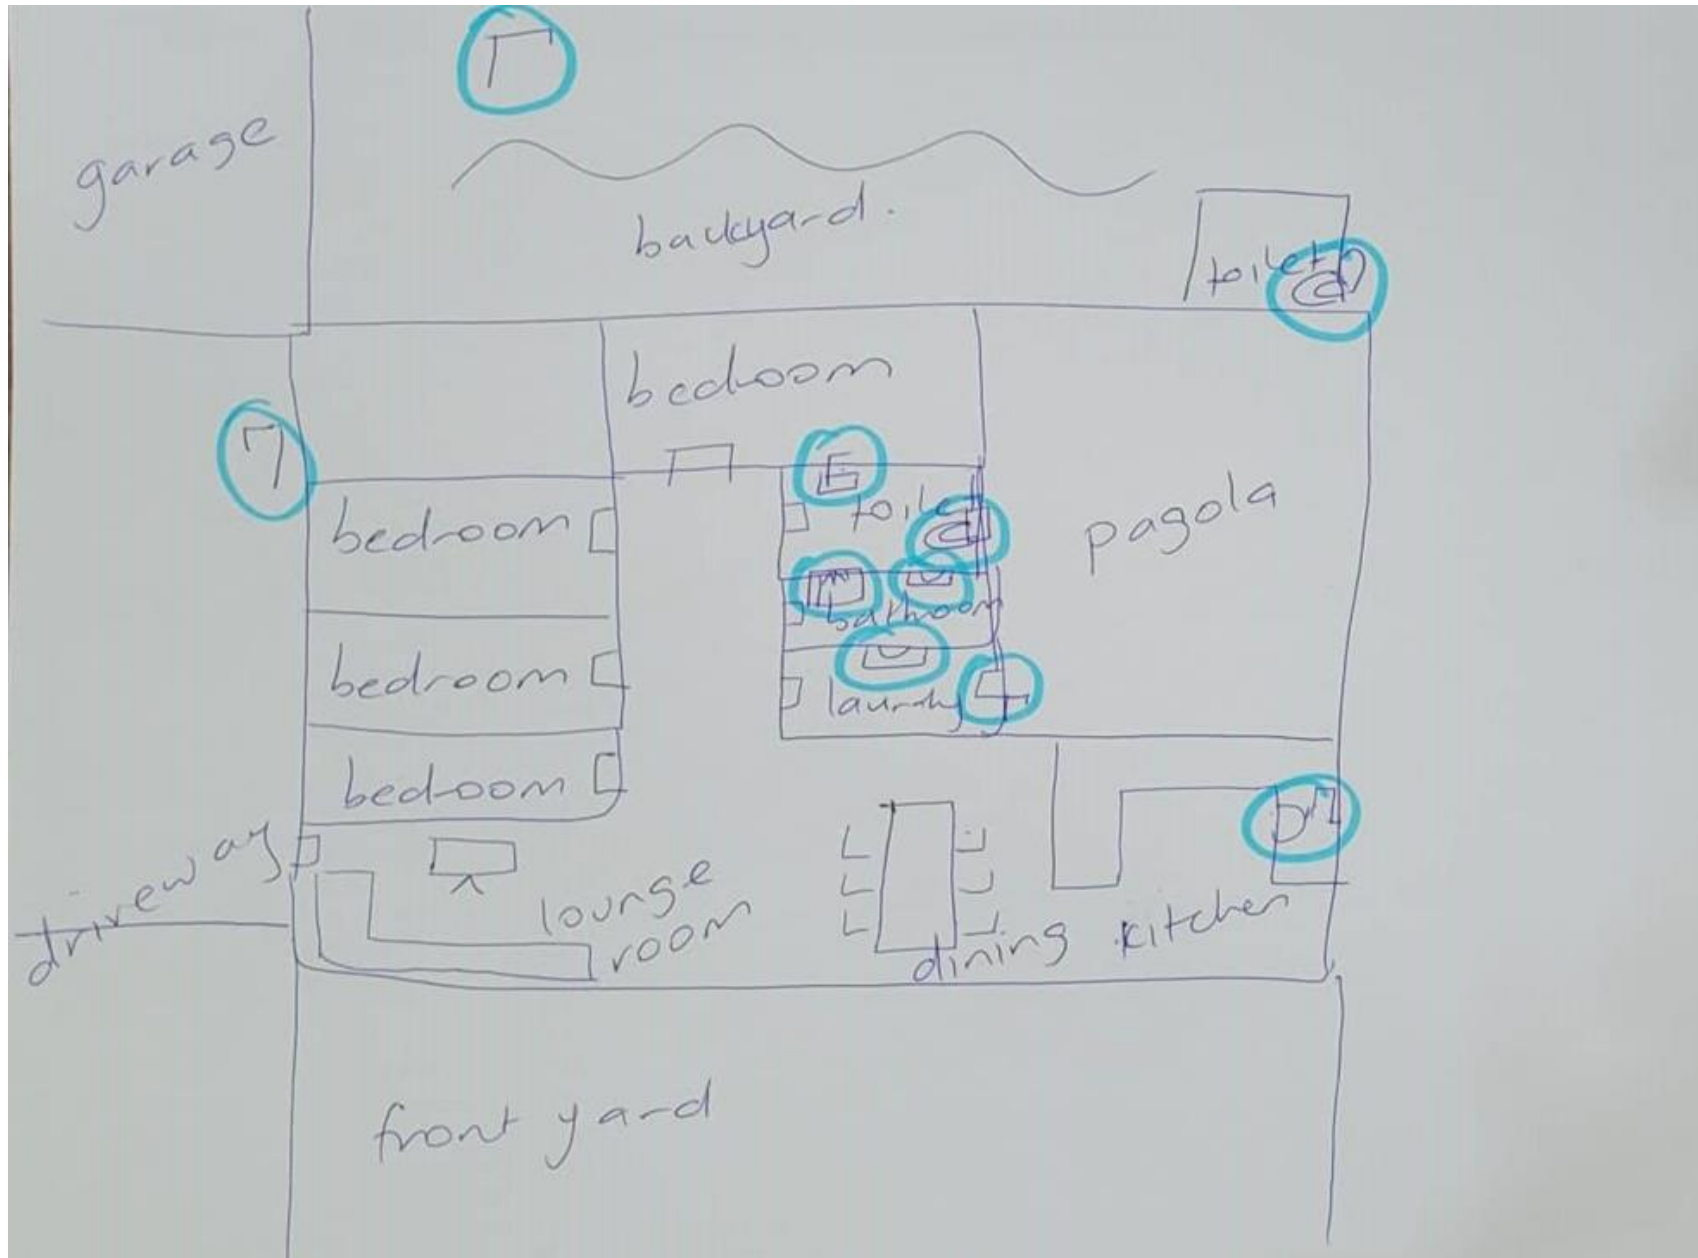 garage
backyard.
toilet
bedroom
bedroom
toilet
pagola
bathroom
bedroom
laundry
bedroom
driveway
lounge
room
dining
kitchen
front yard